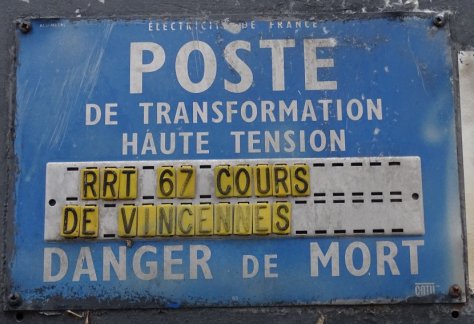 ÉLECTRICITÉ DE FRANCE
POSTE
DE TRANSFORMATION
HAUTE TENSION
RRT 67 COURS
DE VINCENNES
DANGER DE MORT